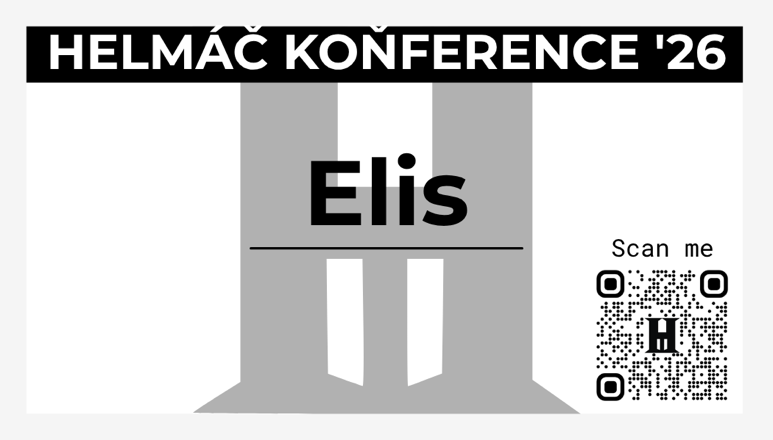 HELMÁČ KOŇFERENCE '26
Elis
Scan me
H